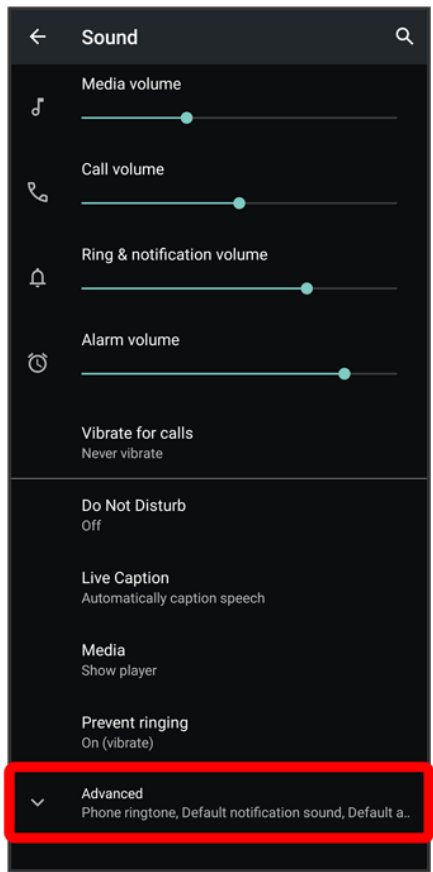 Sound
Media volume
Call volume
Ring & notification volume
Alarm volume
Vibrate for calls
Never vibrate
Do Not Disturb
Off
Live Caption
Automatically caption speech
Media
Show player
Prevent ringing
On (vibrate)
Advanced
Phone ringtone, Default notification sound, Default a..